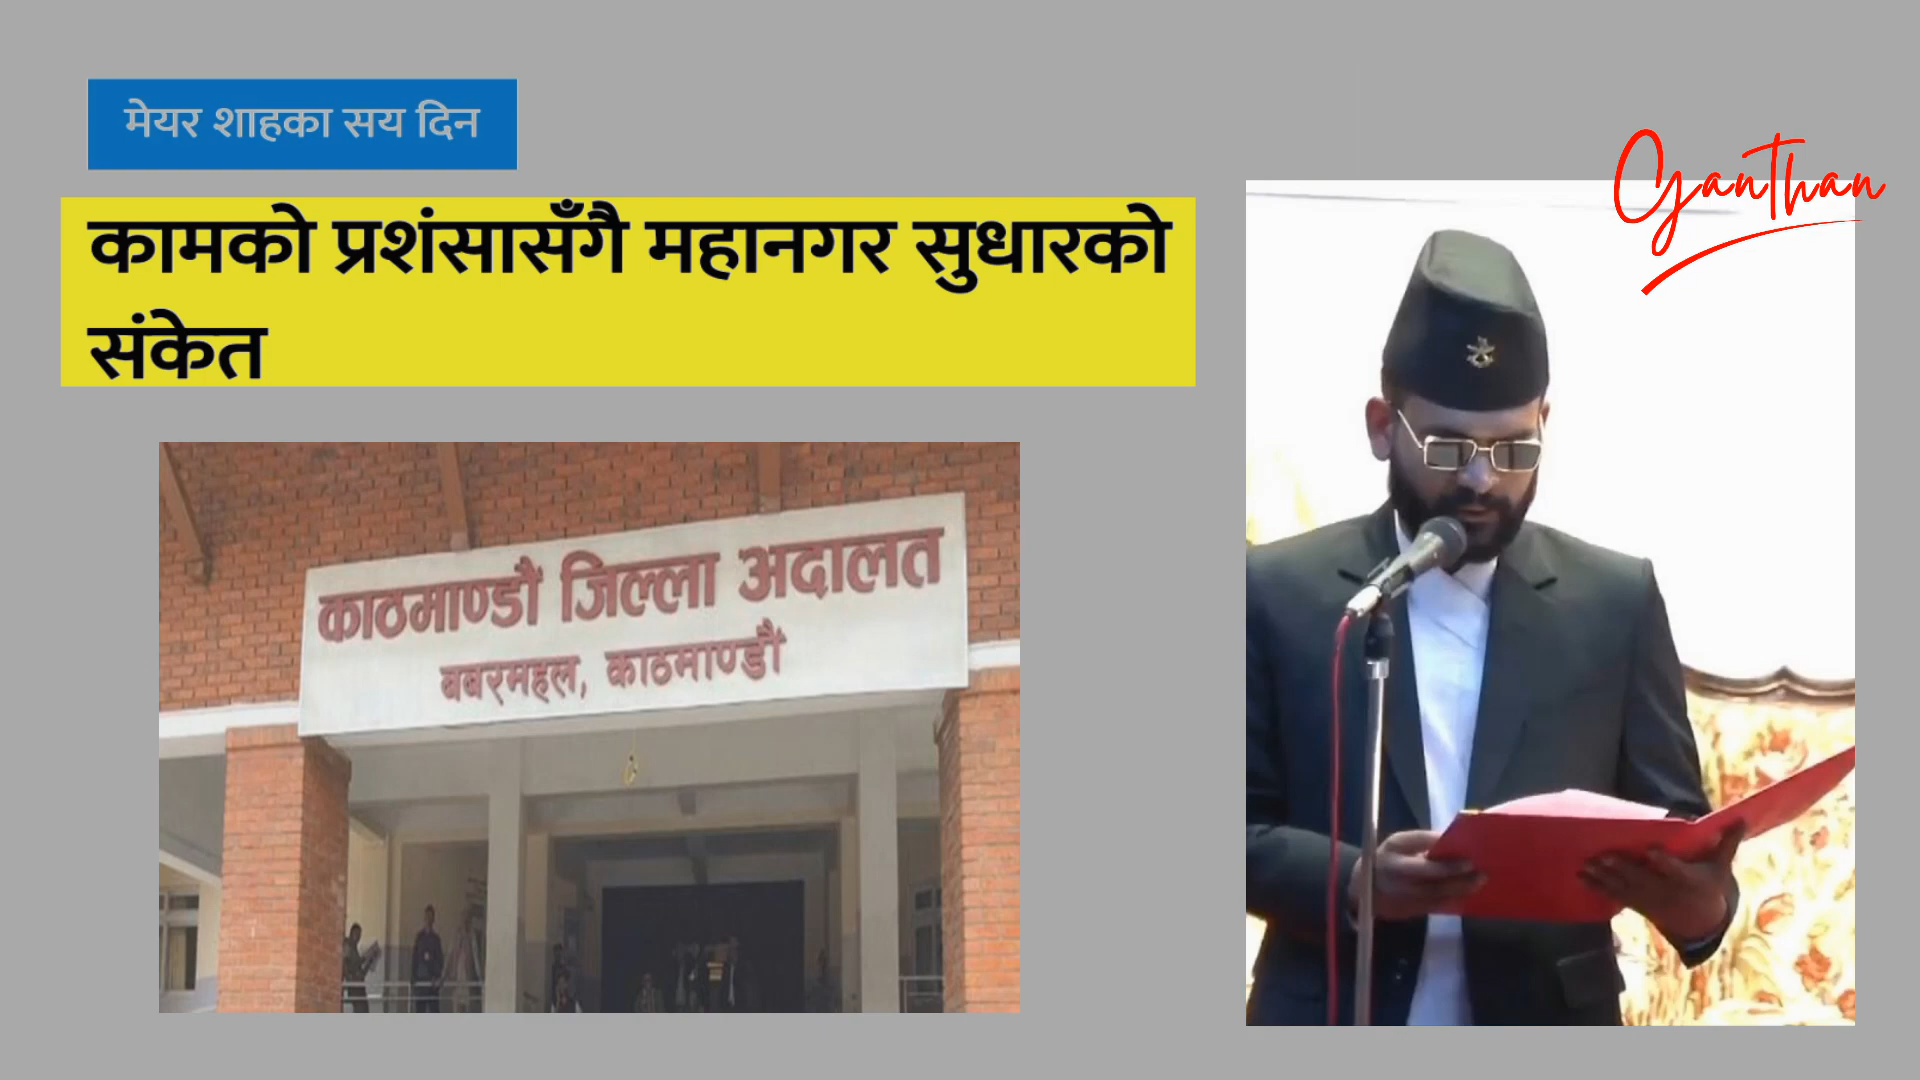 मेयर शाहका सय दिन
Ganthan
कामको प्रशंसासँगै महानगर सुधारको
संकेत
काठमाण्डौ जिल्ला अदालत
बबरमहल, काठमाण्डौं